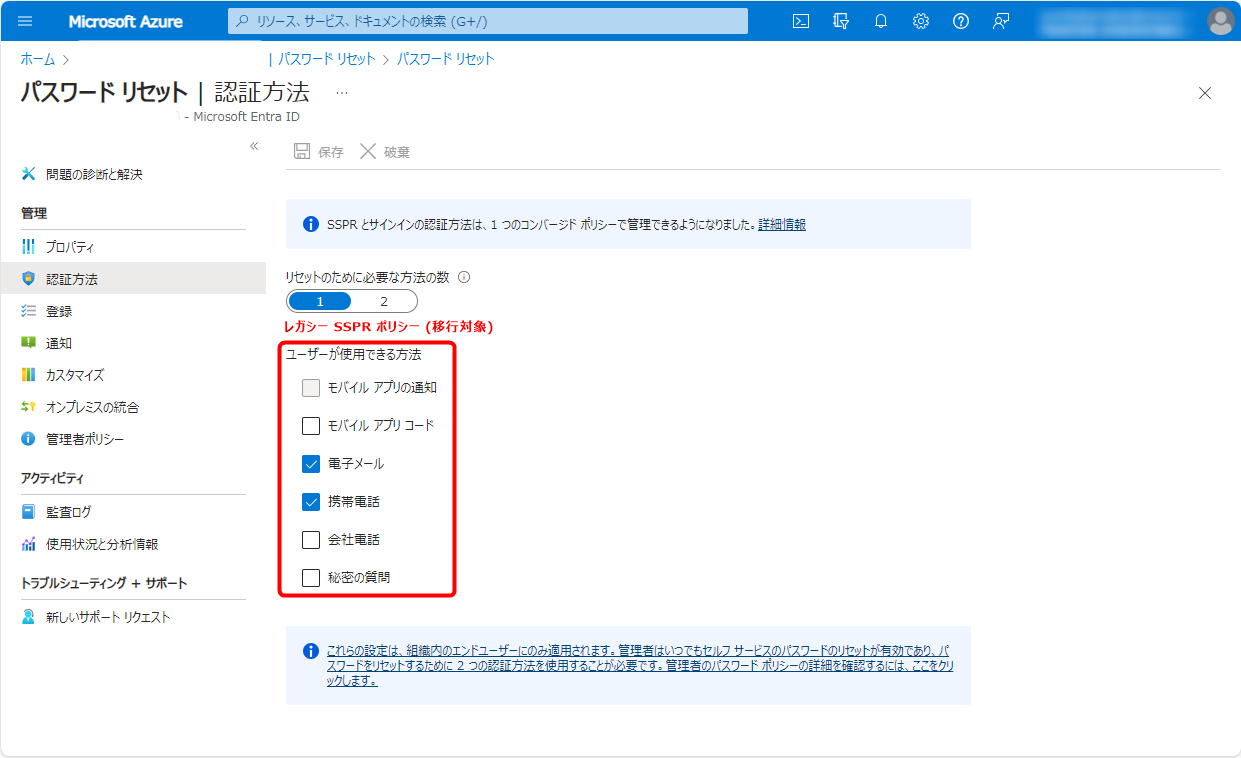 Microsoft Azure
リソース、サービス、ドキュメントの検索 (G+/)
ホーム > | パスワード リセット > パスワード リセット
パスワード リセット | 認証方法 ...
- Microsoft Entra ID
«
保存 破棄
問題の診断と解決
管理
プロパティ
認証方法
登録
通知
カスタマイズ
オンプレミスの統合
管理者ポリシー
アクティビティ
監査ログ
使用状況と分析情報
トラブルシューティング + サポート
新しいサポート リクエスト
SSPR とサインインの認証方法は、1 つのコンバージド ポリシーで管理できるようになりました。詳細情報
リセットのために必要な方法の数
1 2
レガシー SSPR ポリシー (移行対象)
ユーザーが使用できる方法
モバイル アプリの通知
モバイル アプリ コード
電子メール
携帯電話
会社電話
秘密の質問
これらの設定は、組織内のエンドユーザーにのみ適用されます。管理者はいつでもセルフ サービスのパスワードのリセットが有効であり、パ
スワードをリセットするために 2 つの認証方法を使用することが必要です。管理者のパスワード ポリシーの詳細を確認するには、ここをクリ
ックします。